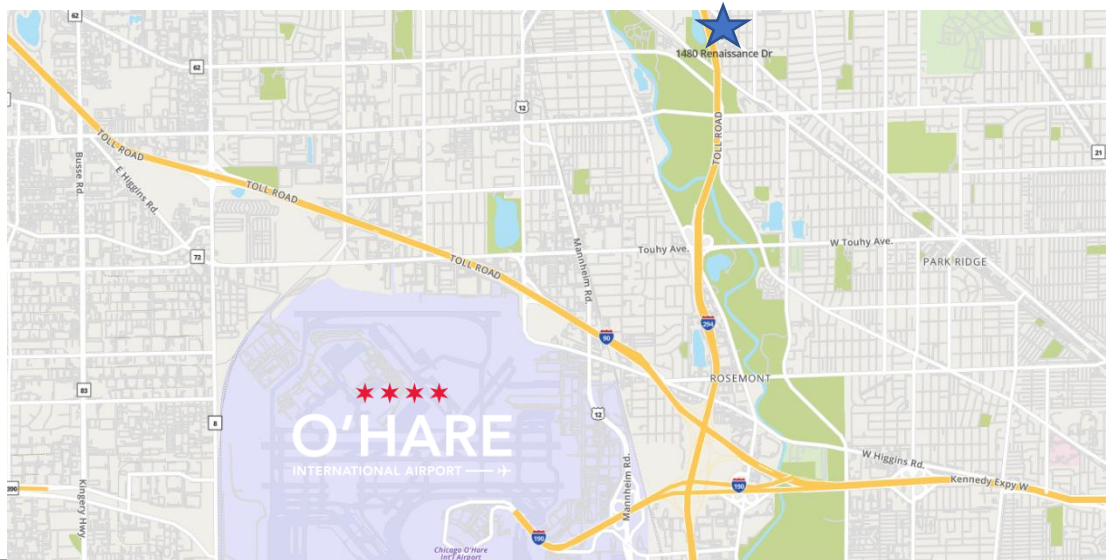 62
1480 Renaissance Dr
62
12
TOLL ROAD
TOLL ROAD
21
Busse Rd.
E Higgins Rd.
TOLL ROAD
Mannheim Rd.
Touhy Ave.
W Touhy Ave.
72
TOLL ROAD
PARK RIDGE
294
90
ROSEMONT
83
12
8
O'HARE
INTERNATIONAL AIRPORT
W Higgins Rd.
Mannheim Rd.
Kennedy Expy W
390
Kingery Hwy.
190
190
Chicago O'Hare
Int'l Airport